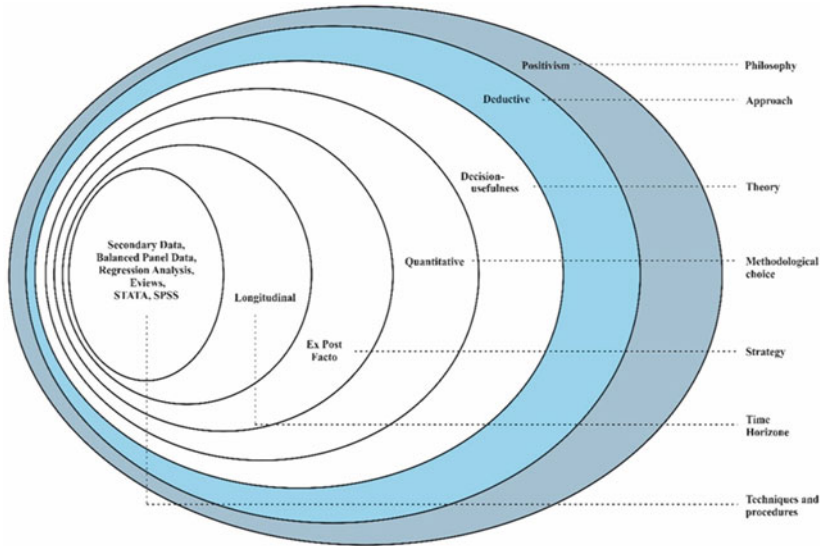 Positivism
Philosophy
Deductive
Approach
Decision-
usefulness
Theory
Secondary Data,
Balanced Panel Data,
Regression Analysis,
Eviews,
STATA, SPSS
Quantitative
Methodological
choice
Longitudinal
Ex Post
Facto
Strategy
Time
Horizone
Techniques and
procedures